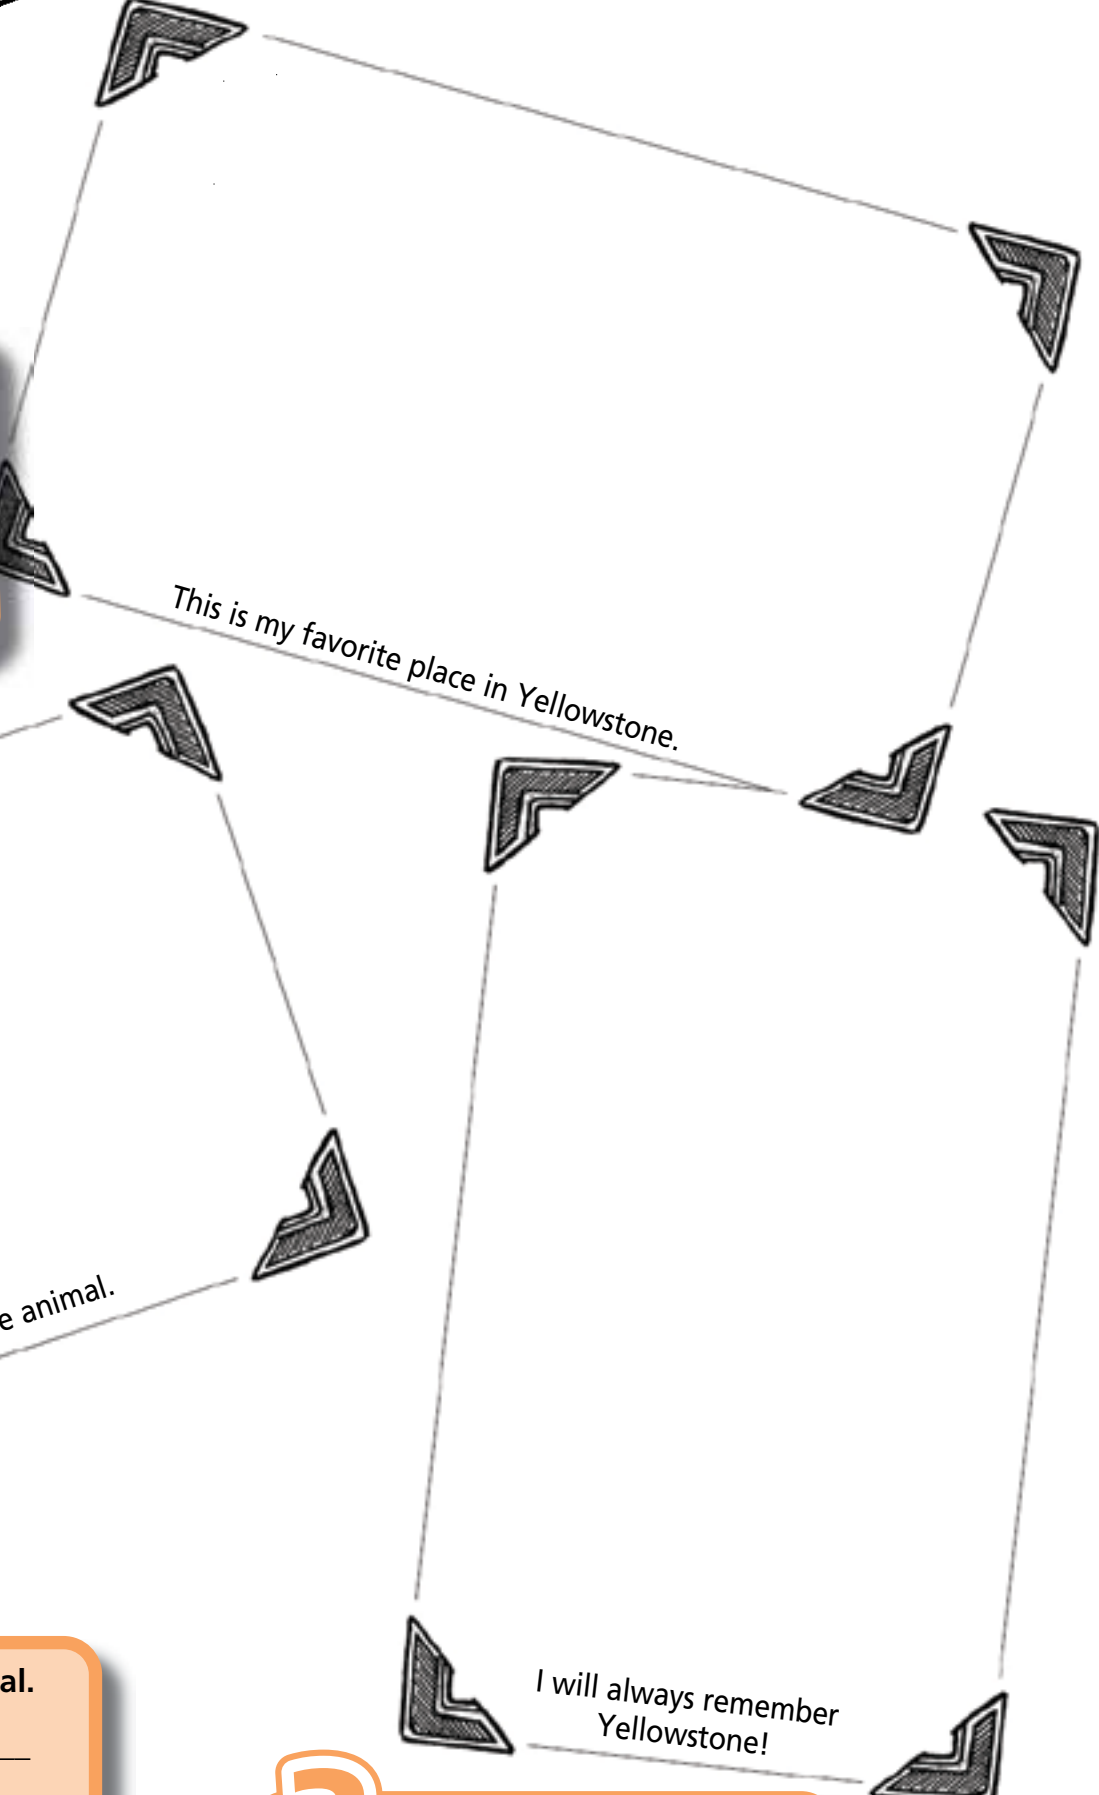 This is my favorite place in Yellowstone.
e animal.
I will always remember
Yellowstone!
al.